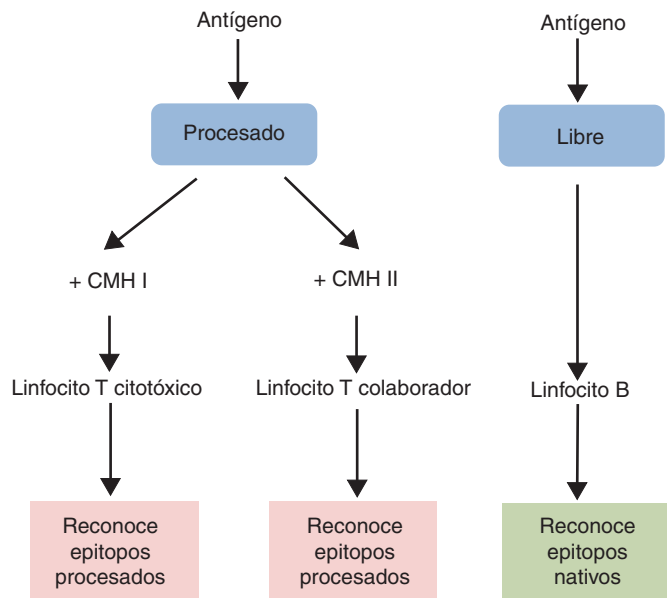 Antígeno
Procesado
+ CMH I
+ CMH II
Linfocito T citotóxico
Linfocito T colaborador
Reconoce
epitopos
procesados
Reconoce
epitopos
procesados
Antígeno
Libre
Linfocito B
Reconoce
epitopos
nativos